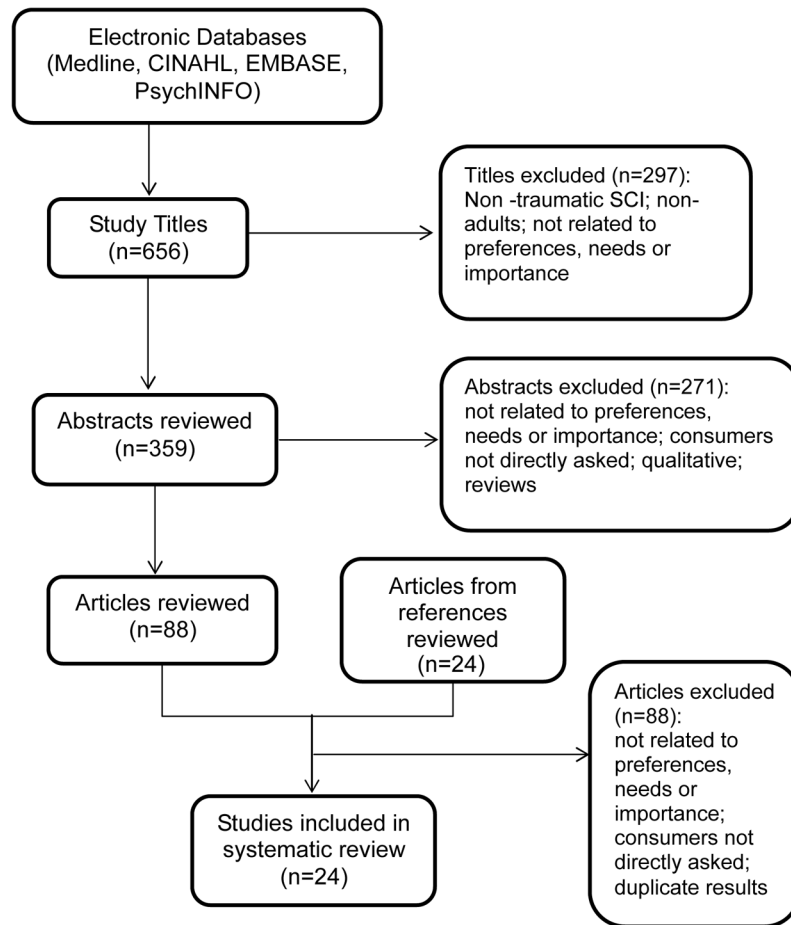 Electronic Databases
(Medline, CINAHL, EMBASE,
PsychINFO)
Titles excluded (n=297):
Non -traumatic SCI; non-
adults; not related to
preferences, needs or
importance
Study Titles
(n=656)
Abstracts excluded (n=271):
not related to preferences,
needs or importance; consumers
not directly asked; qualitative;
reviews
Abstracts reviewed
(n=359)
Articles reviewed
(n=88)
Articles from
references
reviewed
(n=24)
Articles excluded
(n=88):
not related to
preferences,
needs or
importance;
consumers not
directly asked;
duplicate results
Studies included in
systematic review
(n=24)